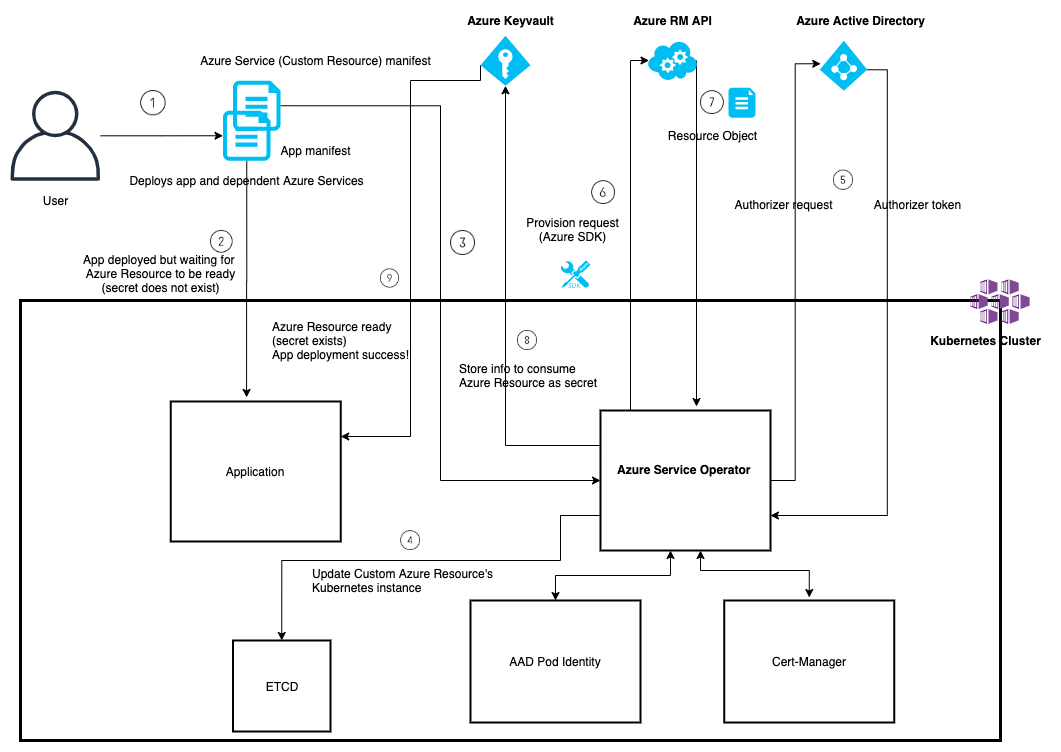 Azure Keyvault
Azure RM API
Azure Active Directory
Azure Service (Custom Resource) manifest
1
7
App manifest
Resource Object
Deploys app and dependent Azure Services
5
User
6
Authorizer request
Authorizer token
Provision request
(Azure SDK)
2
3
App deployed but waiting for
Azure Resource to be ready
(secret does not exist)
9
SDK
Azure Resource ready
(secret exists)
App deployment success!
8
Kubernetes Cluster
Store info to consume
Azure Resource as secret
Application
Azure Service Operator
4
Update Custom Azure Resource's
Kubernetes instance
AAD Pod Identity
Cert-Manager
ETCD